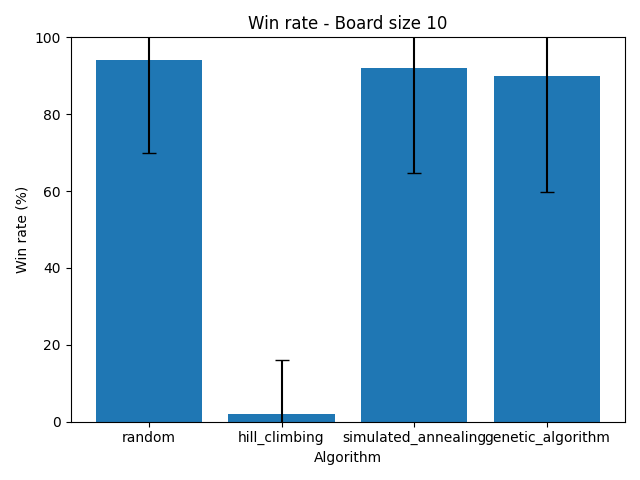 Win rate - Board size 10
Win rate (%)
100
80
60
40
20
0
random
hill_climbing
simulated_annealing
genetic_algorithm
Algorithm